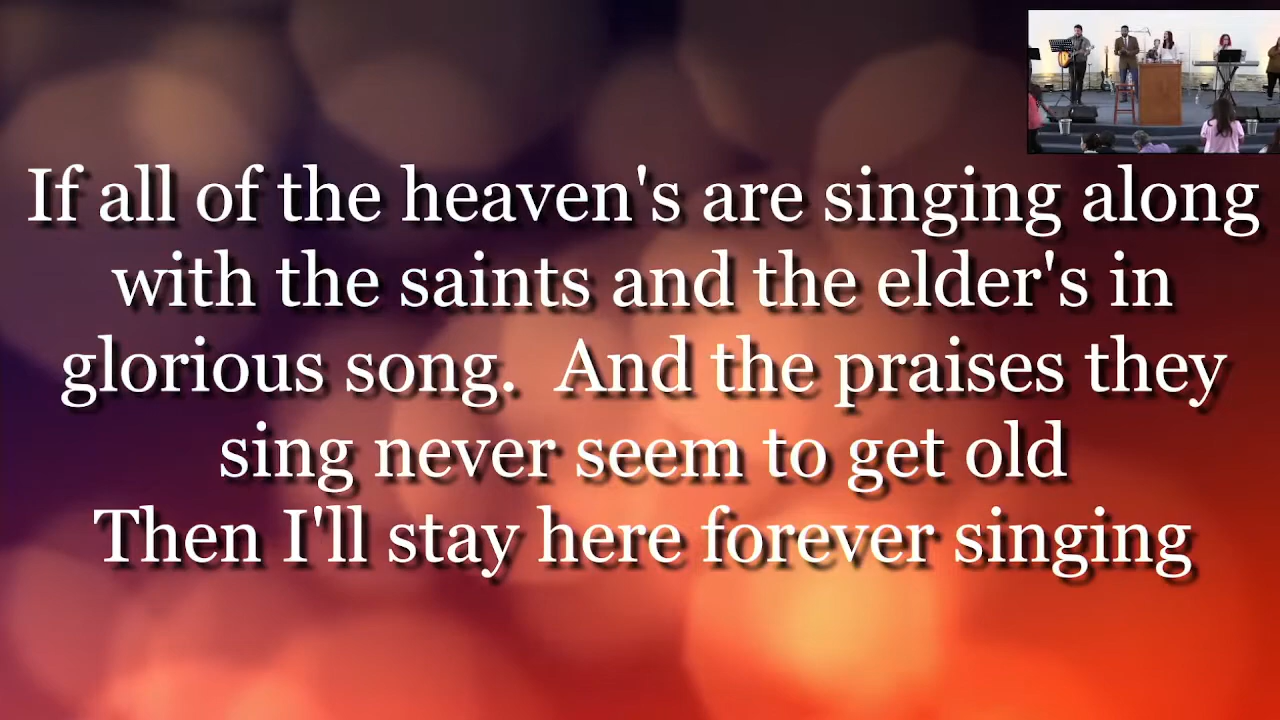 If all of the heaven's are singing along
with the saints and the elder's in
glorious song.  And the praises they
sing never seem to get old
Then I'll stay here forever singing